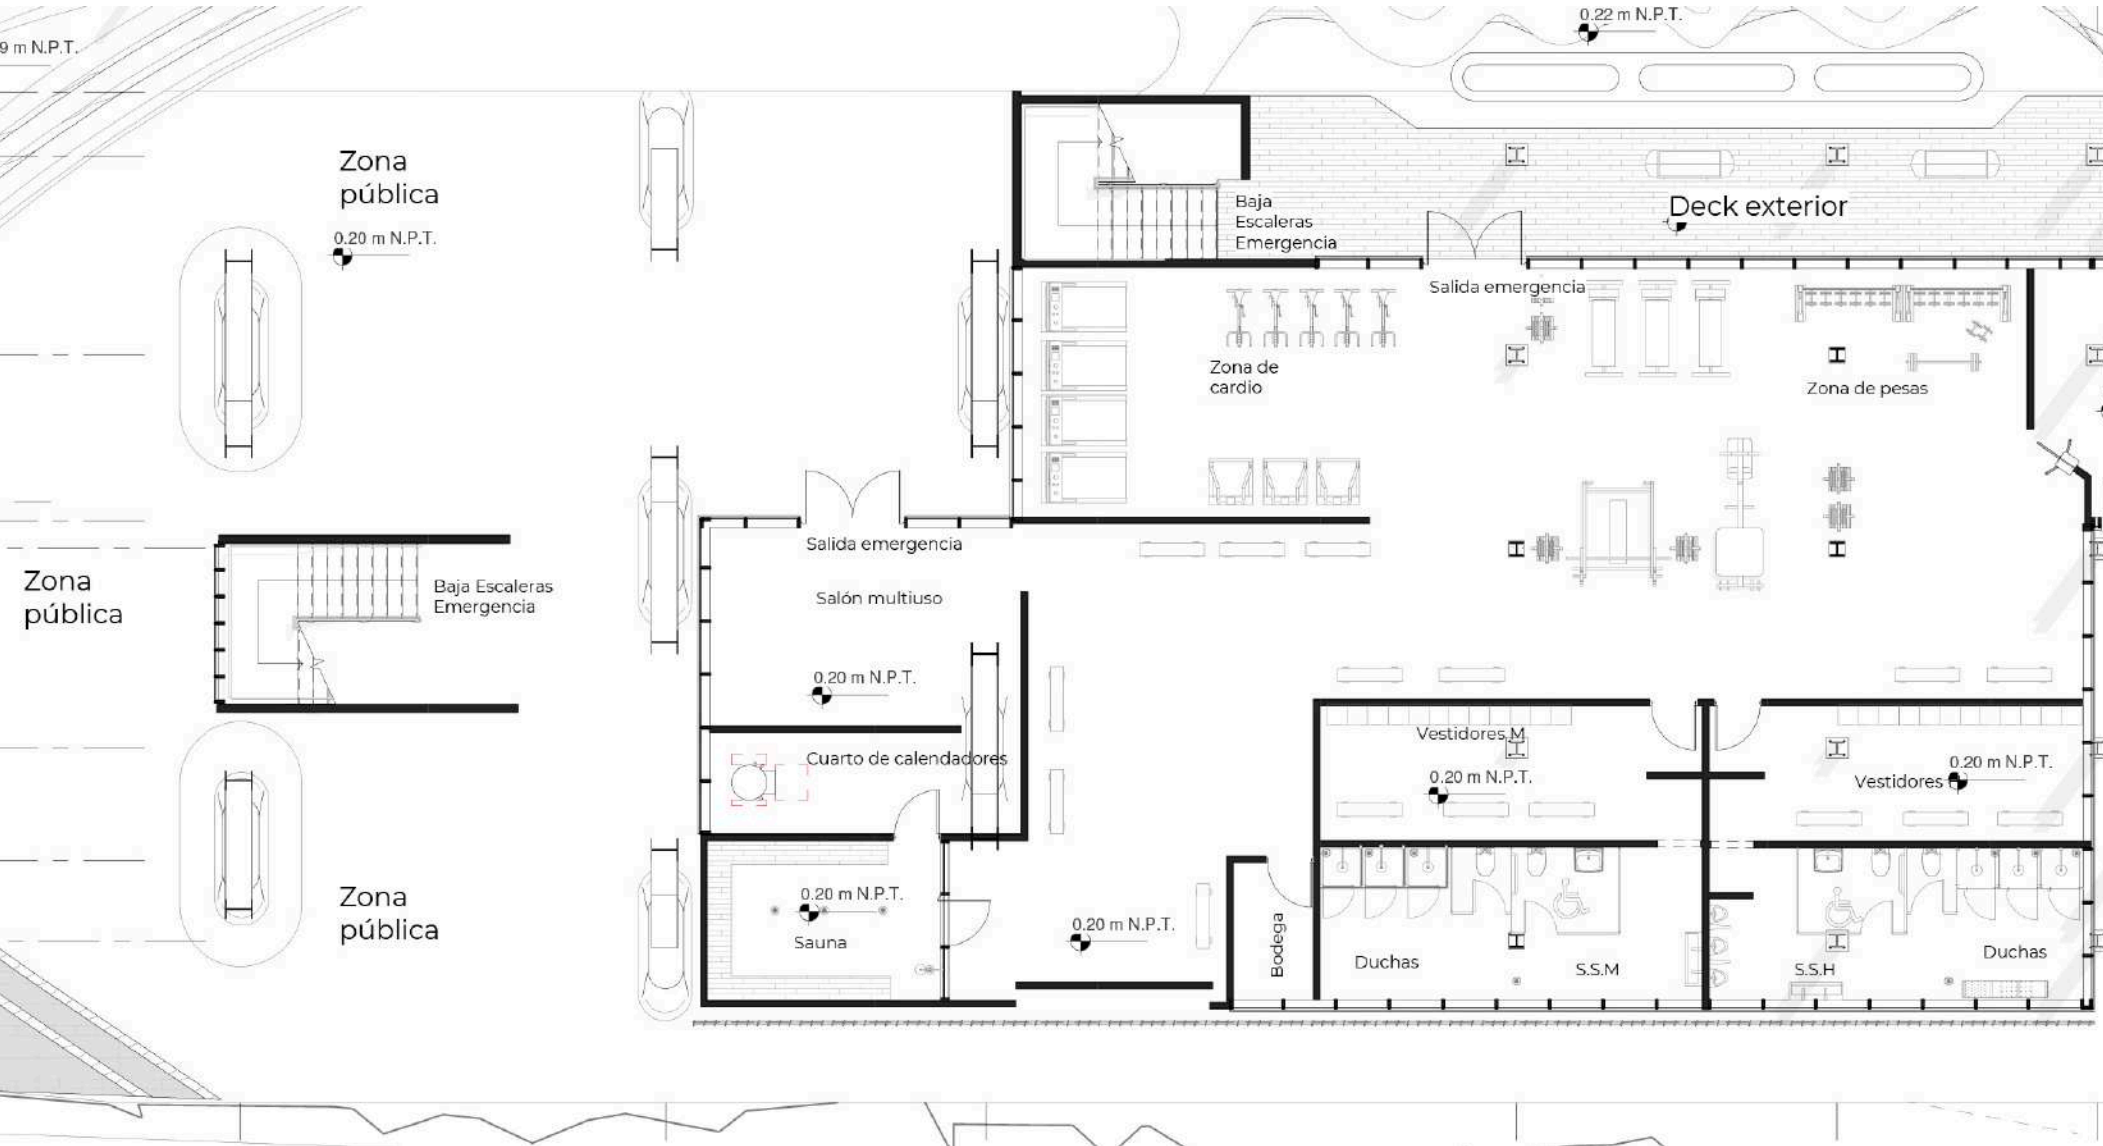 9 m N.P.T.
0.22 m N.P.T.
Zona
pública
0.20 m N.P.T.
Baja
Escaleras
Emergencia
Deck exterior
Salida emergencia
Zona de
cardio
Zona de pesas
Salida emergencia
Zona
pública
Baja Escaleras
Emergencia
Salón multiuso
0.20 m N.P.T.
Vestidores M
0.20 m N.P.T.
Cuarto de calendadores
0.20 m N.P.T.
Vestidores
Zona
pública
0.20 m N.P.T.
Sauna
0.20 m N.P.T.
Bodega
Duchas
S.S.M
S.S.H
Duchas